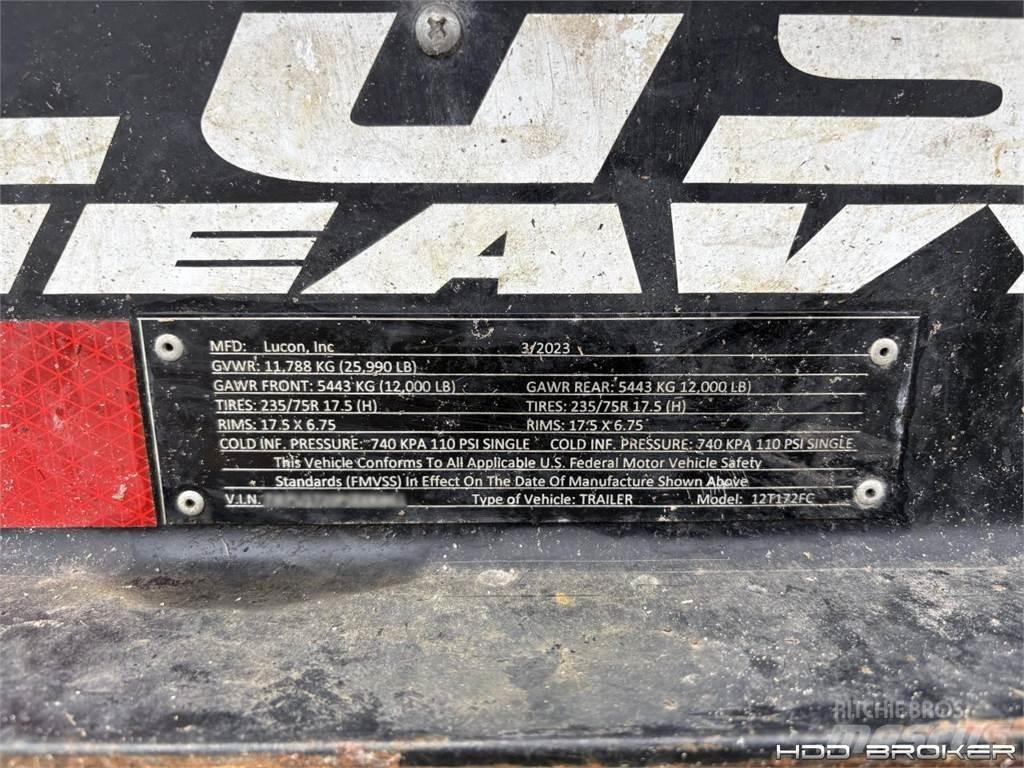 US
HEAVY
MFD: Lucon, Inc 3/2023
GVWR: 11,788 KG (25,990 LB)
GAWR FRONT: 5443 KG (12,000 LB) GAWR REAR: 5443 KG 12,000 LB)
TIRES: 235/75R 17.5 (H) TIRES: 235/75R 17.5 (H)
RIMS: 17.5 X 6.75 RIMS: 17.5 X 6.75
COLD INF. PRESSURE: 740 KPA 110 PSI SINGLE COLD INF. PRESSURE: 740 KPA 110 PSI SINGLE
This Vehicle Conforms To All Applicable U.S. Federal Motor Vehicle Safety
Standards (FMVSS) In Effect On The Date Of Manufacture Shown Above
V.I.N. Type of Vehicle: TRAILER Model: 12T172FC
RITCHIEBROS
mascus
HDD BROKER